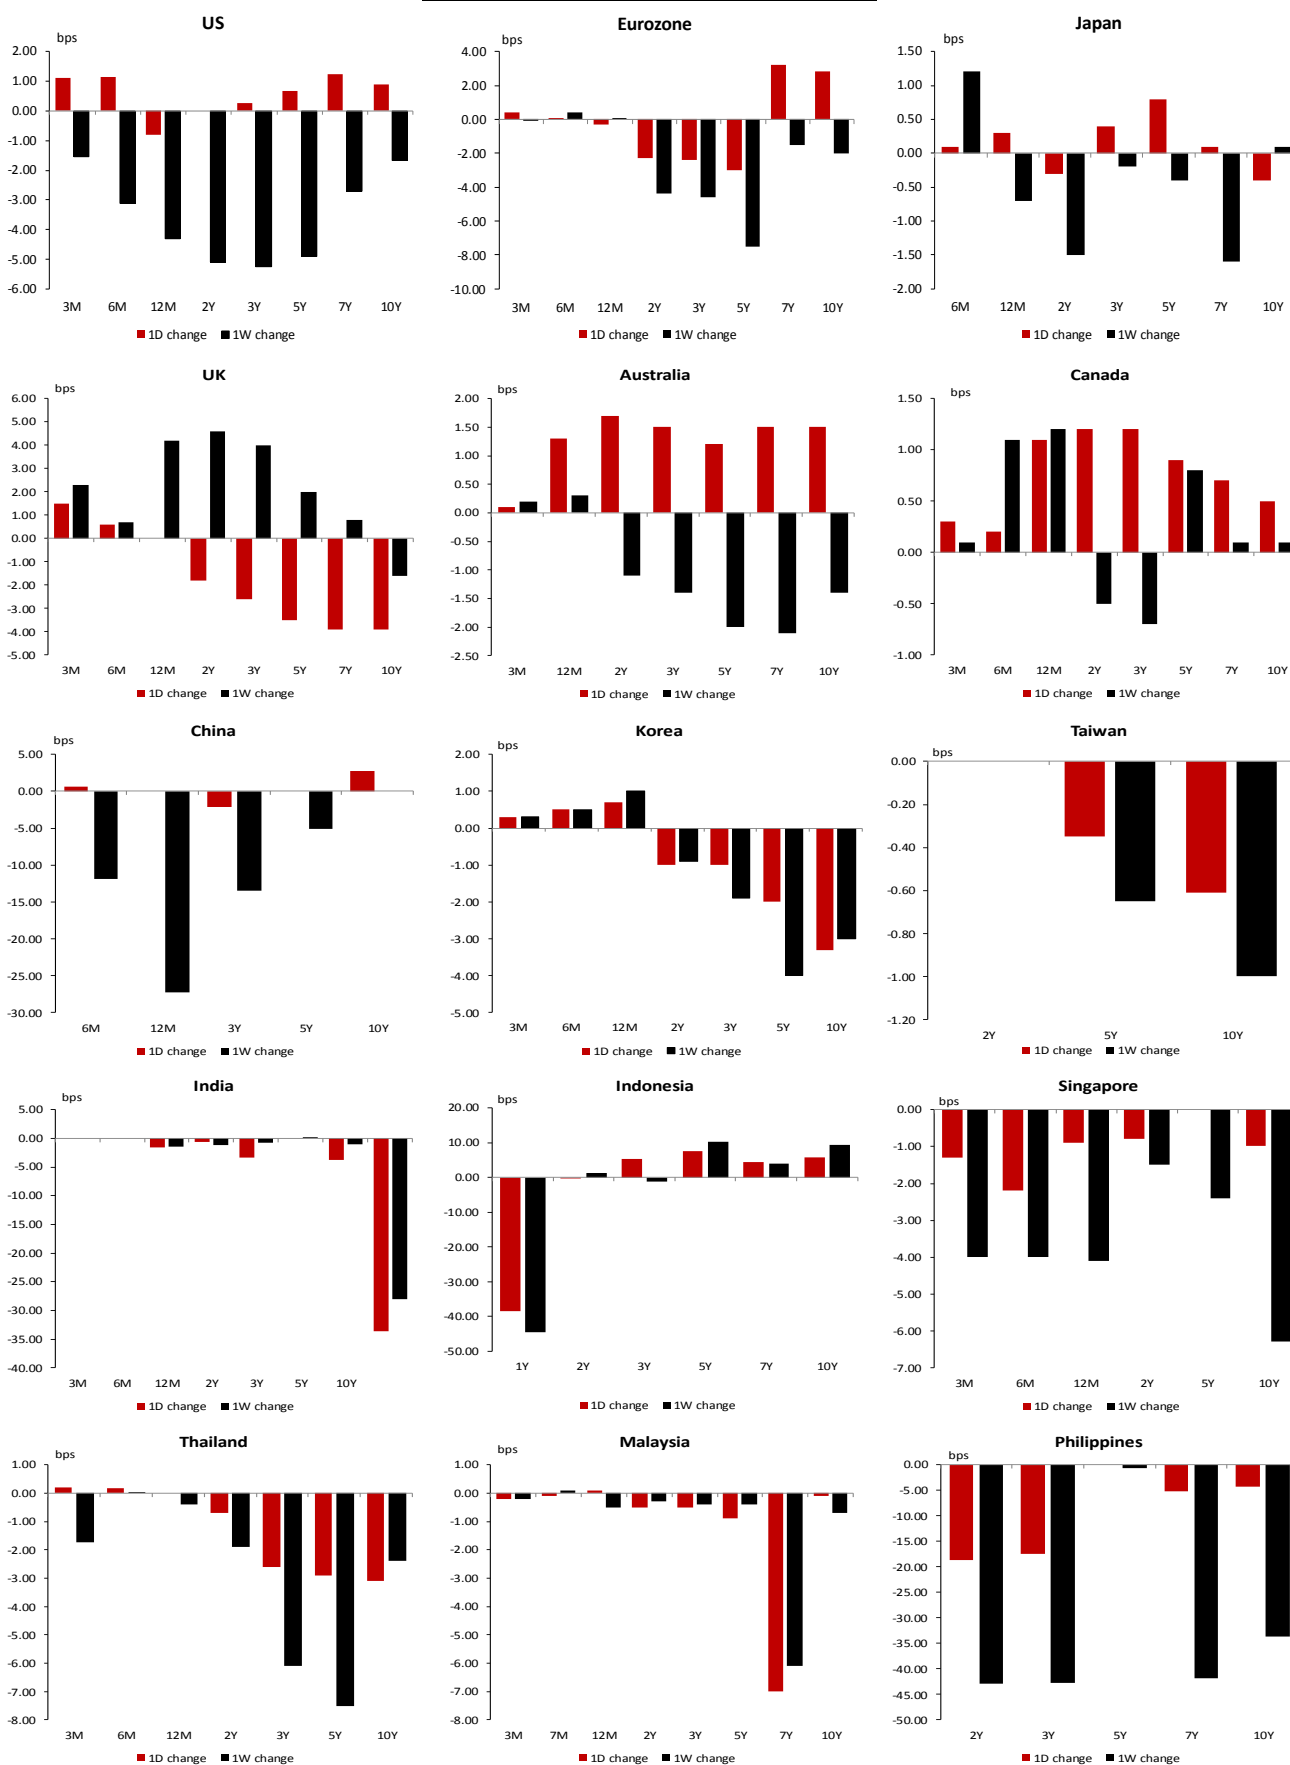 US
bps
2.00
1.00
0.00
-1.00
-2.00
-3.00
-4.00
-5.00
-6.00
3M 6M 12M 2Y 3Y 5Y 7Y 10Y
1D change 1W change
Eurozone
bps
4.00
2.00
0.00
-2.00
-4.00
-6.00
-8.00
-10.00
3M 6M 12M 2Y 3Y 5Y 7Y 10Y
1D change 1W change
Japan
bps
1.50
1.00
0.50
0.00
-0.50
-1.00
-1.50
-2.00
6M 12M 2Y 3Y 5Y 7Y 10Y
1D change 1W change
UK
bps
6.00
5.00
4.00
3.00
2.00
1.00
0.00
-1.00
-2.00
-3.00
-4.00
-5.00
3M 6M 12M 2Y 3Y 5Y 7Y 10Y
1D change 1W change
Australia
bps
2.00
1.50
1.00
0.50
0.00
-0.50
-1.00
-1.50
-2.00
-2.50
3M 12M 2Y 3Y 5Y 7Y 10Y
1D change 1W change
Canada
bps
1.50
1.00
0.50
0.00
-0.50
-1.00
3M 6M 12M 2Y 3Y 5Y 7Y 10Y
1D change 1W change
China
bps
5.00
0.00
-5.00
-10.00
-15.00
-20.00
-25.00
-30.00
6M 12M 3Y 5Y 10Y
1D change 1W change
Korea
bps
2.00
1.00
0.00
-1.00
-2.00
-3.00
-4.00
-5.00
3M 6M 12M 2Y 3Y 5Y 10Y
1D change 1W change
Taiwan
bps
0.00
-0.20
-0.40
-0.60
-0.80
-1.00
-1.20
2Y 5Y 10Y
1D change 1W change
India
bps
5.00
0.00
-5.00
-10.00
-15.00
-20.00
-25.00
-30.00
-35.00
-40.00
3M 6M 12M 2Y 3Y 5Y 10Y
1D change 1W change
Indonesia
bps
20.00
10.00
0.00
-10.00
-20.00
-30.00
-40.00
-50.00
1Y 2Y 3Y 5Y 7Y 10Y
1D change 1W change
Singapore
bps
0.00
-1.00
-2.00
-3.00
-4.00
-5.00
-6.00
-7.00
3M 6M 12M 2Y 5Y 10Y
1D change 1W change
Thailand
bps
1.00
0.00
-1.00
-2.00
-3.00
-4.00
-5.00
-6.00
-7.00
-8.00
3M 6M 12M 2Y 3Y 5Y 10Y
1D change 1W change
Malaysia
bps
1.00
0.00
-1.00
-2.00
-3.00
-4.00
-5.00
-6.00
-7.00
-8.00
3M 7M 12M 2Y 3Y 5Y 7Y 10Y
1D change 1W change
Philippines
bps
0.00
-5.00
-10.00
-15.00
-20.00
-25.00
-30.00
-35.00
-40.00
-45.00
-50.00
2Y 3Y 5Y 7Y 10Y
1D change 1W change